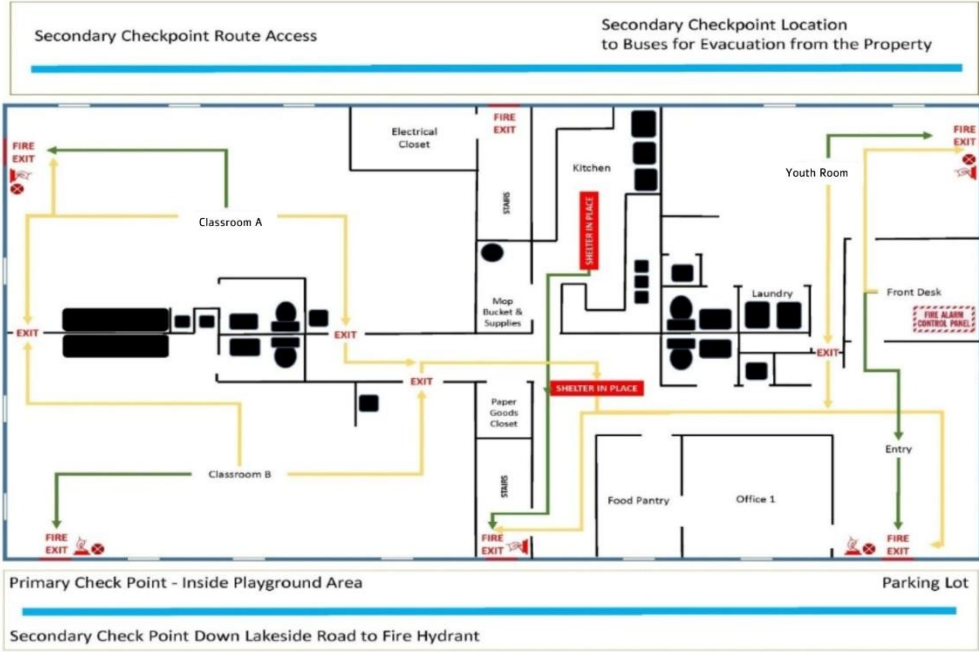 Secondary Checkpoint Route Access
Secondary Checkpoint Location
to Buses for Evacuation from the Property
FIRE
EXIT
Electrical
Closet
FIRE
EXIT
Kitchen
FIRE
EXIT
Youth Room
STAIRS
SHELTER IN PLACE
Classroom A
Mop
Bucket &
Supplies
Laundry
Front Desk
FIRE ALARM
CONTROL PANEL
EXIT
EXIT
EXIT
EXIT
SHELTER IN PLACE
Paper
Goods
Closet
Entry
Classroom B
STAIRS
Food Pantry
Office 1
FIRE
EXIT
FIRE
EXIT
FIRE
EXIT
Primary Check Point - Inside Playground Area
Parking Lot
Secondary Check Point Down Lakeside Road to Fire Hydrant